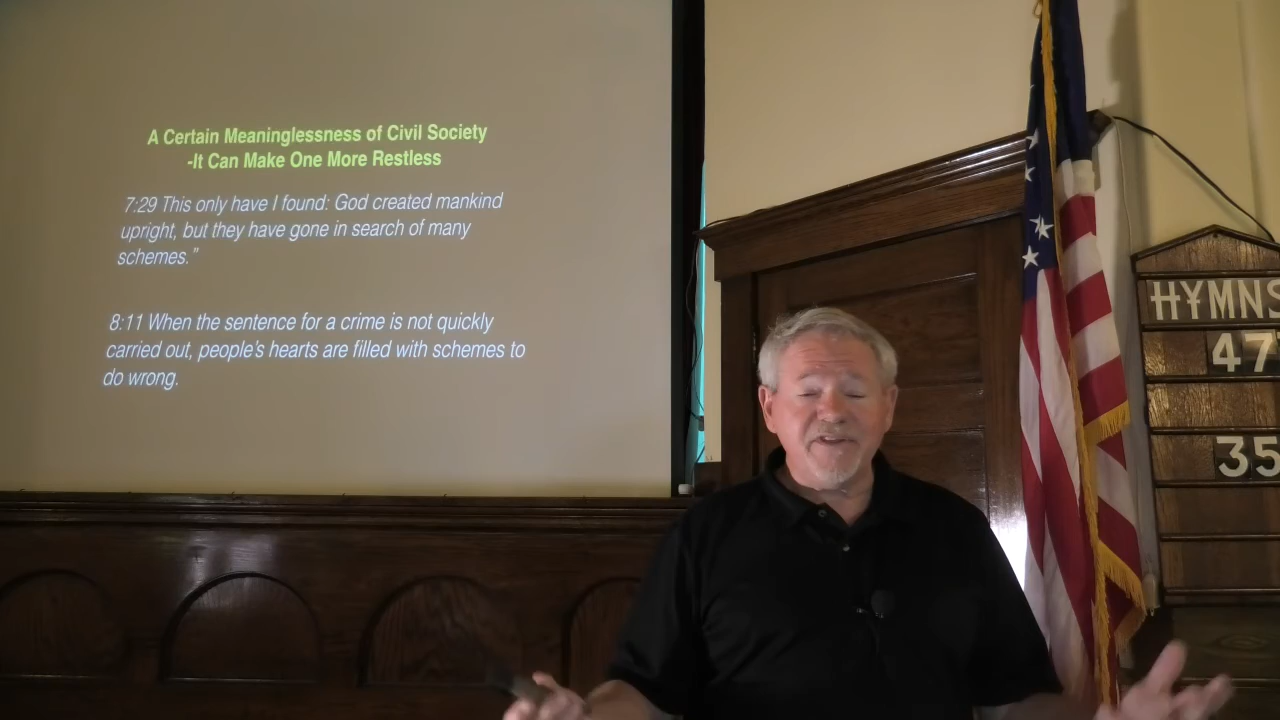 A Certain Meaninglessness of Civil Society
-It Can Make One More Restless
7:29 This only have I found: God created mankind
upright, but they have gone in search of many
schemes.”
8:11 When the sentence for a crime is not quickly
carried out, people’s hearts are filled with schemes to
do wrong.
HYMNS
47
35